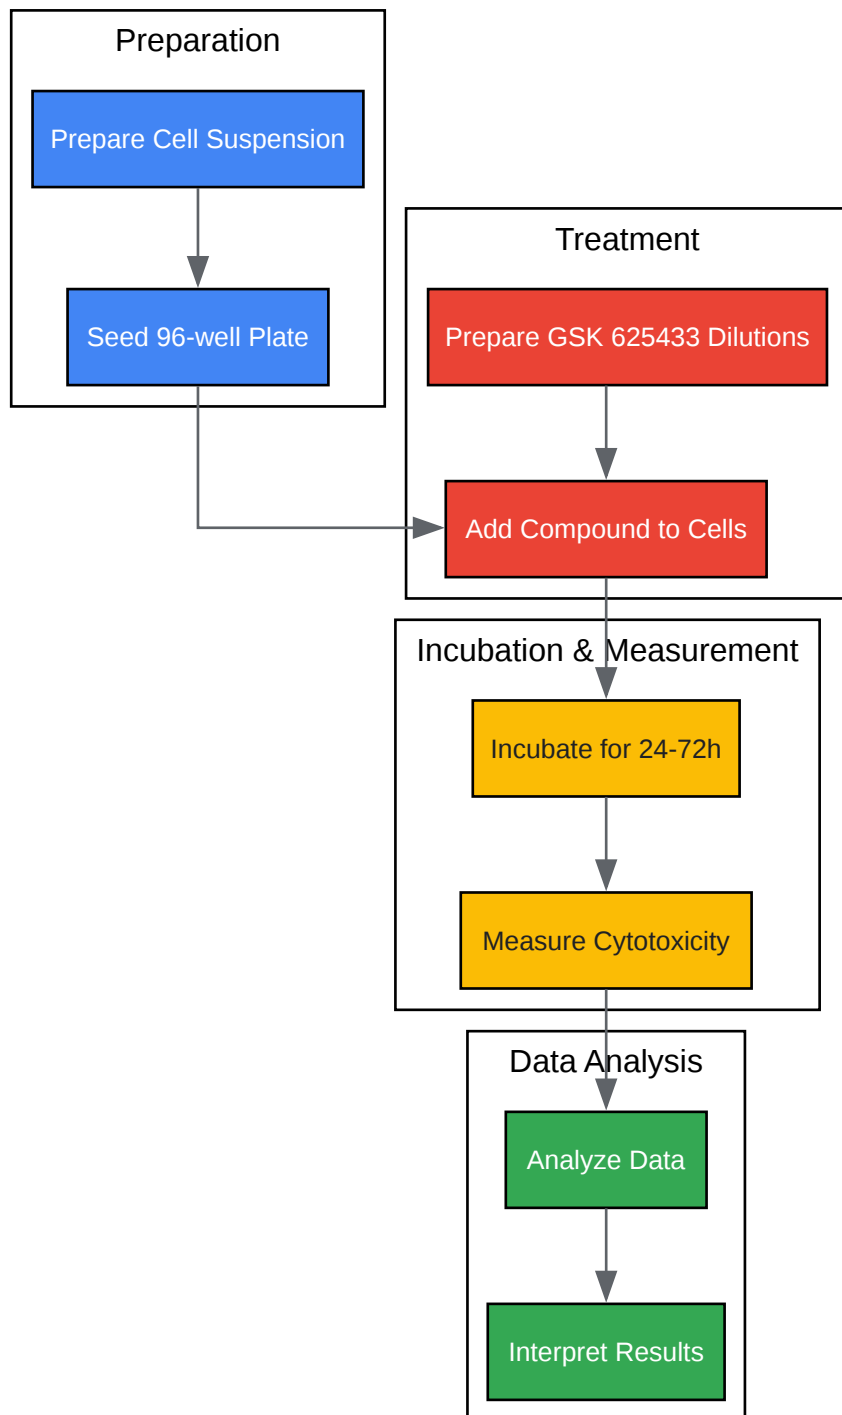 Preparation
Prepare Cell Suspension
Seed 96-well Plate
Treatment
Prepare GSK 625433 Dilutions
Add Compound to Cells
Incubation & Measurement
Incubate for 24-72h
Measure Cytotoxicity
Data Analysis
Analyze Data
Interpret Results